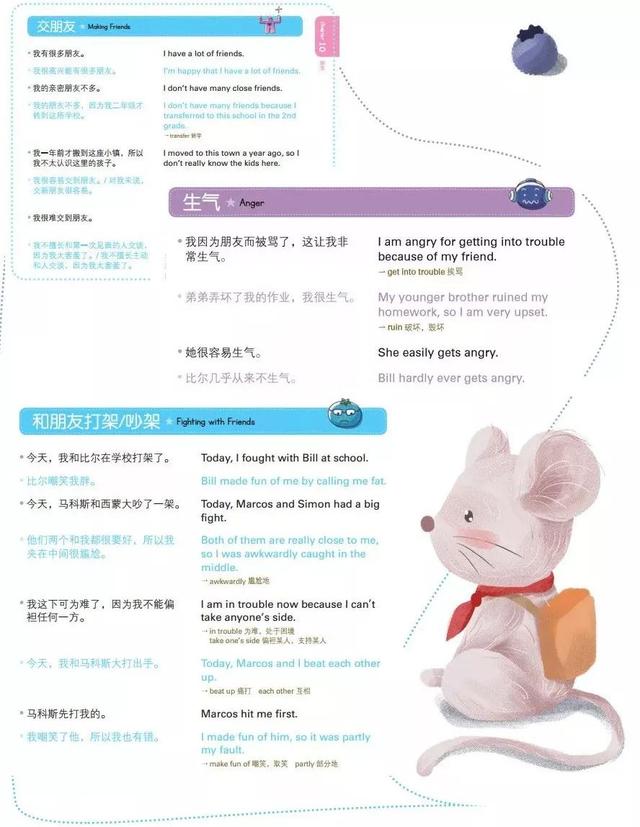 交朋友 ★ Making Friends
Chapter 10
朋友
• 我有很多朋友。
I have a lot of friends.
• 我很高兴能有很多朋友。
I'm happy that I have a lot of friends.
• 我的亲密朋友不多。
I don't have many close friends.
• 我的朋友不多，因为我二年级才
转到这所学校。
I don't have many friends because I
transferred to this school in the 2nd
grade.
→ transfer 转学
• 我一年前才搬到这座小镇，所以
我不太认识这里的孩子。
I moved to this town a year ago, so I
don't really know the kids here.
• 我很容易交到朋友。/ 对我来说，
交新朋友很容易。
• 我很难交到朋友。
• 我不擅长和第一次见面的人交谈，
因为我太害羞了。/ 我不擅长主动
和人交谈，因为我太害羞了。
生气 ★ Anger
• 我因为朋友而被骂了，这让我非
常生气。
I am angry for getting into trouble
because of my friend.
→ get into trouble 挨骂
• 弟弟弄坏了我的作业，我很生气。
My younger brother ruined my
homework, so I am very upset.
→ ruin 破坏，毁坏
• 她很容易生气。
She easily gets angry.
• 比尔几乎从来不生气。
Bill hardly ever gets angry.
和朋友打架/吵架 ★ Fighting with Friends
• 今天，我和比尔在学校打架了。
Today, I fought with Bill at school.
• 比尔嘲笑我胖。
Bill made fun of me by calling me fat.
• 今天，马科斯和西蒙大吵了一架。
Today, Marcos and Simon had a big
fight.
• 他们两个和我都很要好，所以我
夹在中间很尴尬。
Both of them are really close to me,
so I was awkwardly caught in the
middle.
→ awkwardly 尴尬地
• 我这下可为难了，因为我不能偏
袒任何一方。
I am in trouble now because I can't
take anyone's side.
→ in trouble 为难，处于困境
take one's side 偏袒某人，支持某人
• 今天，我和马科斯大打出手。
Today, Marcos and I beat each other
up.
→ beat up 痛打 each other 互相
• 马科斯先打我的。
Marcos hit me first.
• 我嘲笑了他，所以我也有错。
I made fun of him, so it was partly
my fault.
→ make fun of 嘲笑，取笑 partly 部分地